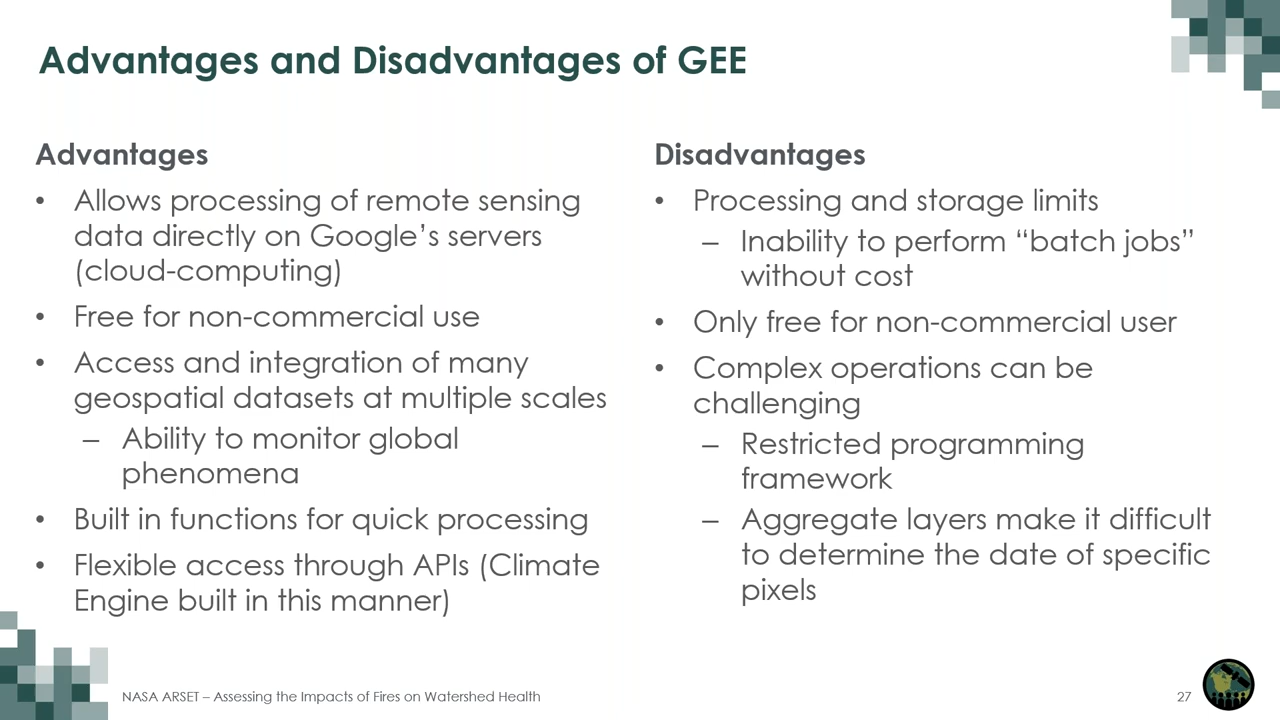 Advantages and Disadvantages of GEE
Advantages
• Allows processing of remote sensing
data directly on Google’s servers
(cloud-computing)
• Free for non-commercial use
• Access and integration of many
geospatial datasets at multiple scales
– Ability to monitor global
phenomena
• Built in functions for quick processing
• Flexible access through APIs (Climate
Engine built in this manner)
Disadvantages
• Processing and storage limits
– Inability to perform “batch jobs”
without cost
• Only free for non-commercial user
• Complex operations can be
challenging
– Restricted programming
framework
– Aggregate layers make it difficult
to determine the date of specific
pixels
NASA ARSET – Assessing the Impacts of Fires on Watershed Health
27